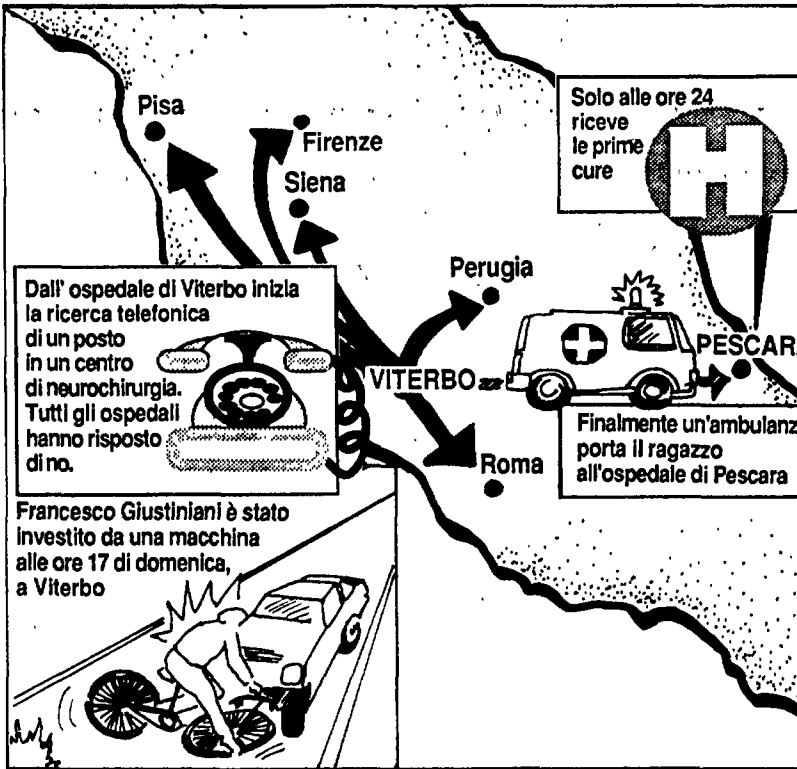 Pisa
Firenze
Siena
Perugia
VITERBO
Roma
PESCARA
Solo alle ore 24
riceve
le prime
cure
H
Dall' ospedale di Viterbo inizia
la ricerca telefonica
di un posto
in un centro
di neurochirurgia.
Tutti gli ospedali
hanno risposto
di no.
Finalmente un'ambulanz
porta il ragazzo
all'ospedale di Pescara
Francesco Giustiniani è stato
investito da una macchina
alle ore 17 di domenica,
a Viterbo